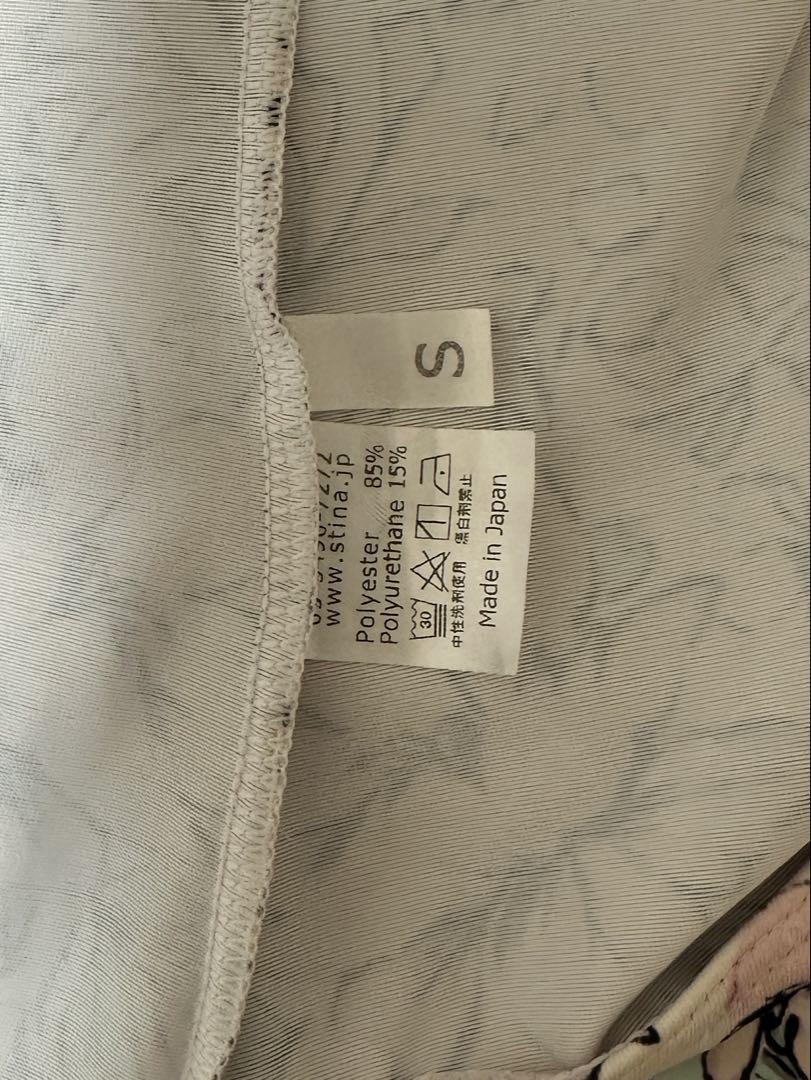 S
www.stina.jp
Polyester 85%
Polyurethane 15%
30
中性洗剤使用 漂白剤禁止
Made in Japan